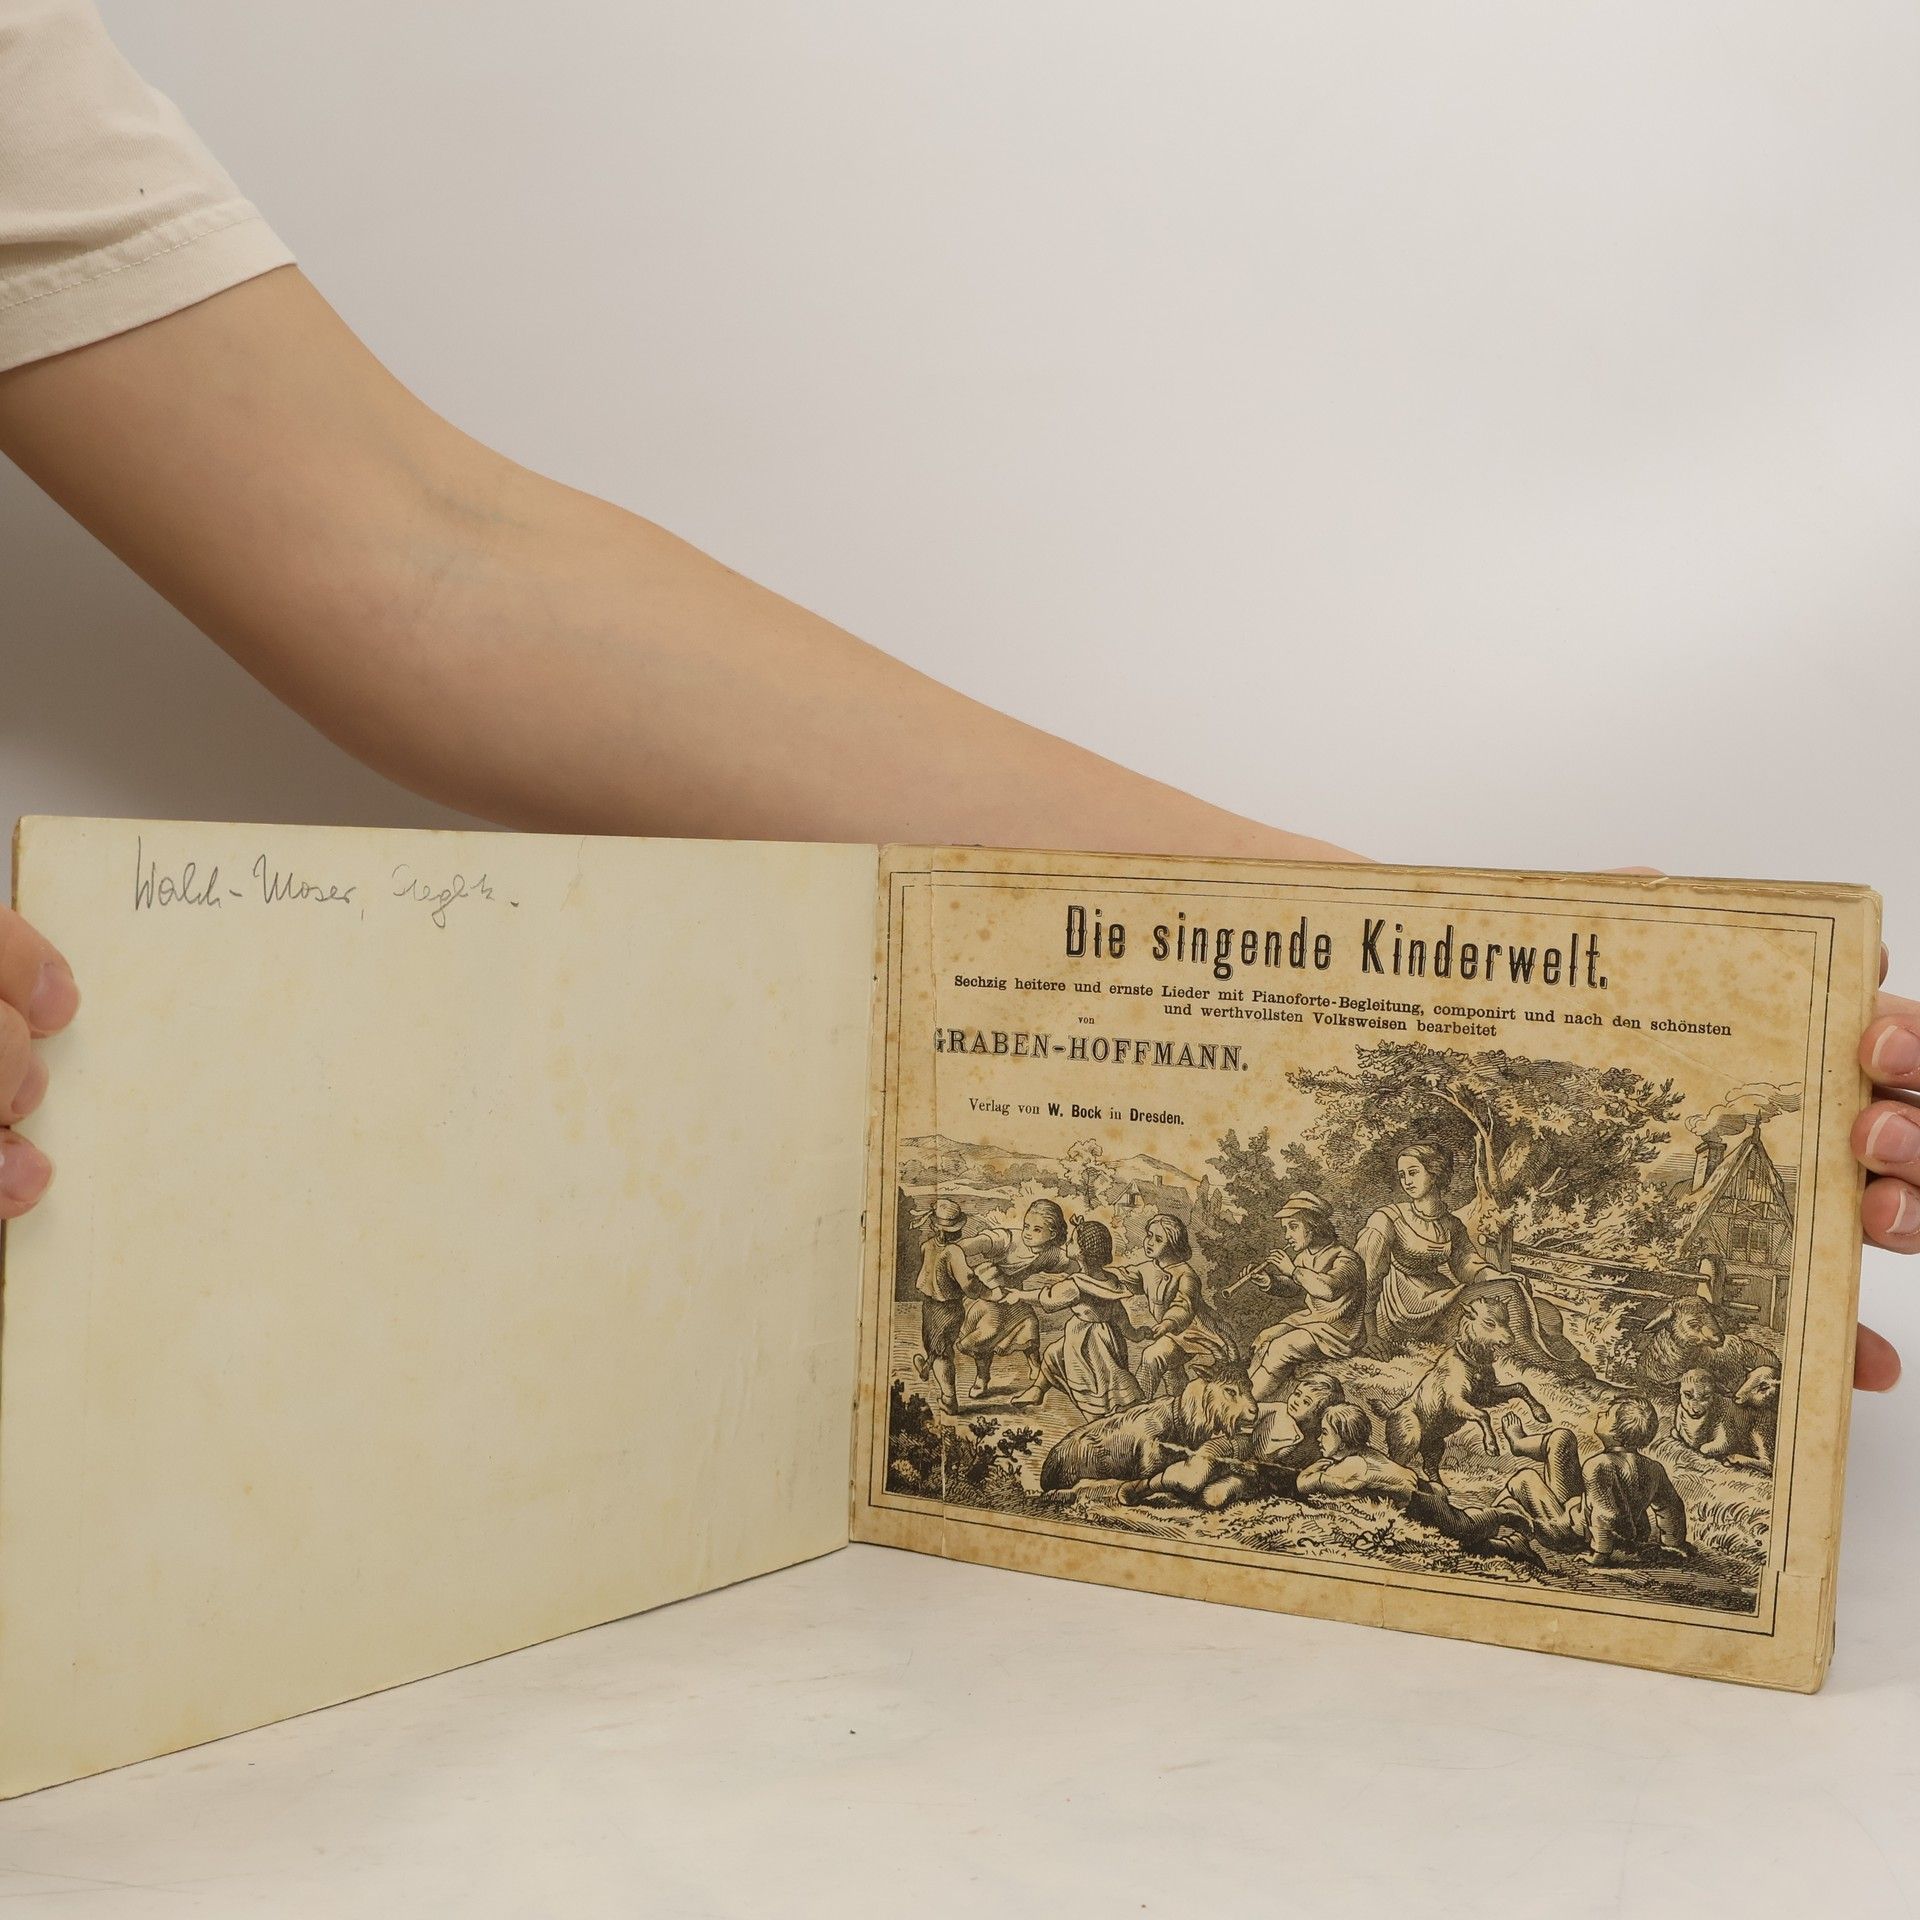 Walch-Moser,
Die singende Kinderwelt.
Sechzig heitere und ernste Lieder mit Pianoforte-Begleitung, componirt und nach den schönsten
und werthvollsten Volksweisen bearbeitet
von
GRABEN-HOFFMANN.
Verlag von W. Bock in Dresden.